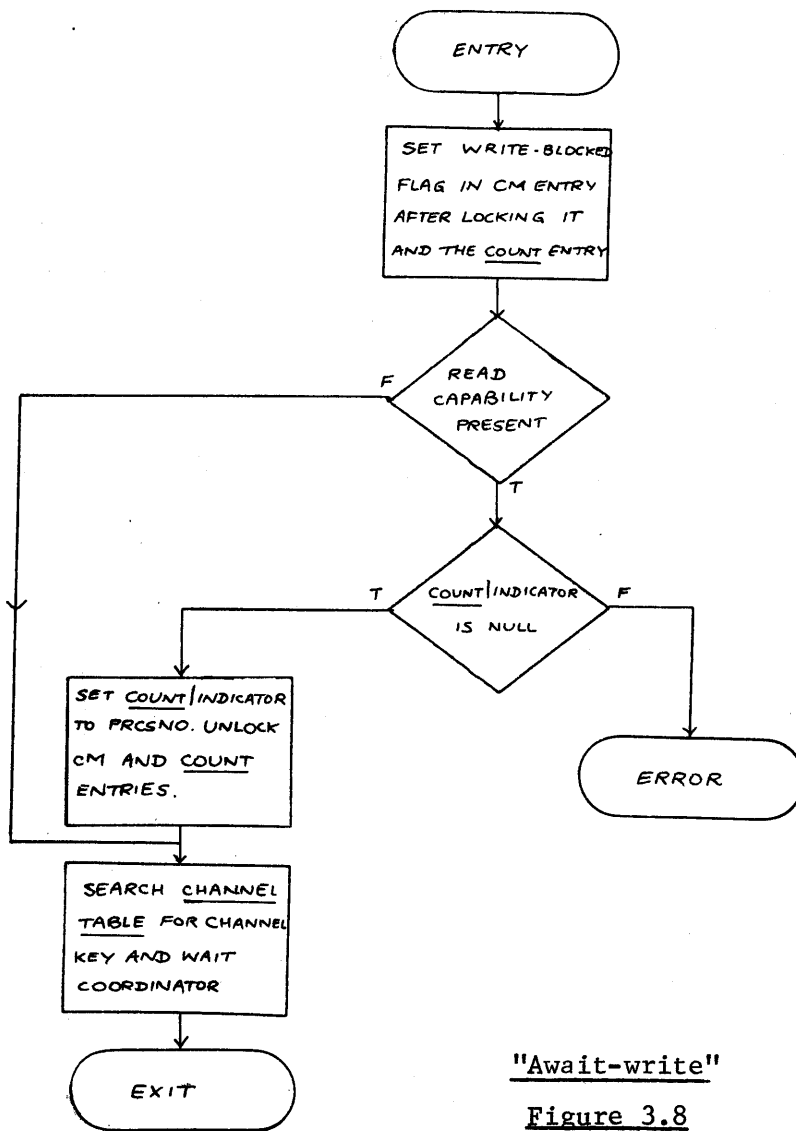 ENTRY
SET WRITE-BLOCKED
FLAG IN CM ENTRY
AFTER LOCKING IT
AND THE COUNT ENTRY
READ
CAPABILITY
PRESENT
F
T
COUNT/INDICATOR
IS NULL
T
F
SET COUNT/INDICATOR
TO PRCSNO. UNLOCK
CM AND COUNT
ENTRIES.
ERROR
SEARCH CHANNEL
TABLE FOR CHANNEL
KEY AND WAIT
COORDINATOR
EXIT
"Await-write"
Figure 3.8